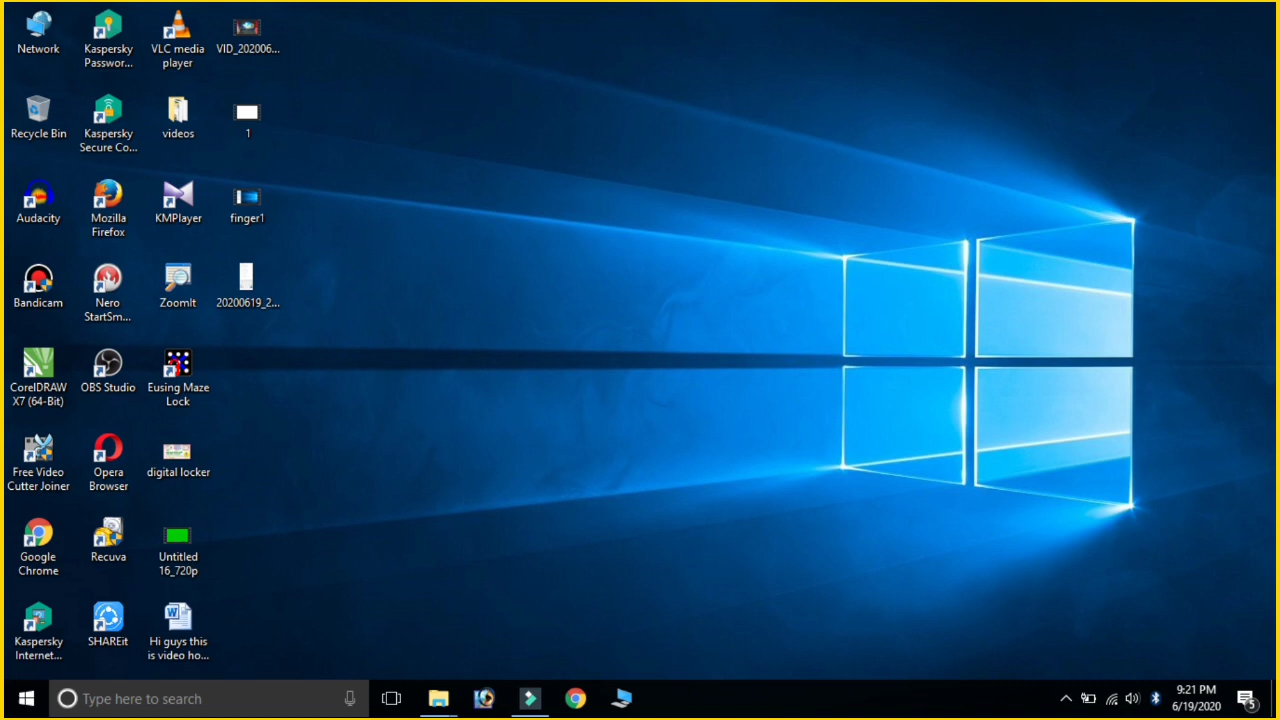 Network
Kaspersky
Passwor...
VLC media
player
VID_202006...
Recycle Bin
Kaspersky
Secure Co...
videos
1
Audacity
Mozilla
Firefox
KMPlayer
finger1
Bandicam
Nero
StartSm...
ZoomIt
20200619_2...
CorelDRAW
X7 (64-Bit)
OBS Studio
Eusing Maze
Lock
Free Video
Cutter Joiner
Opera
Browser
digital locker
Google
Chrome
Recuva
Untitled
16_720p
Kaspersky
Internet...
SHAREit
Hi guys this
is video ho...
Type here to search
9:21 PM
6/19/2020
5